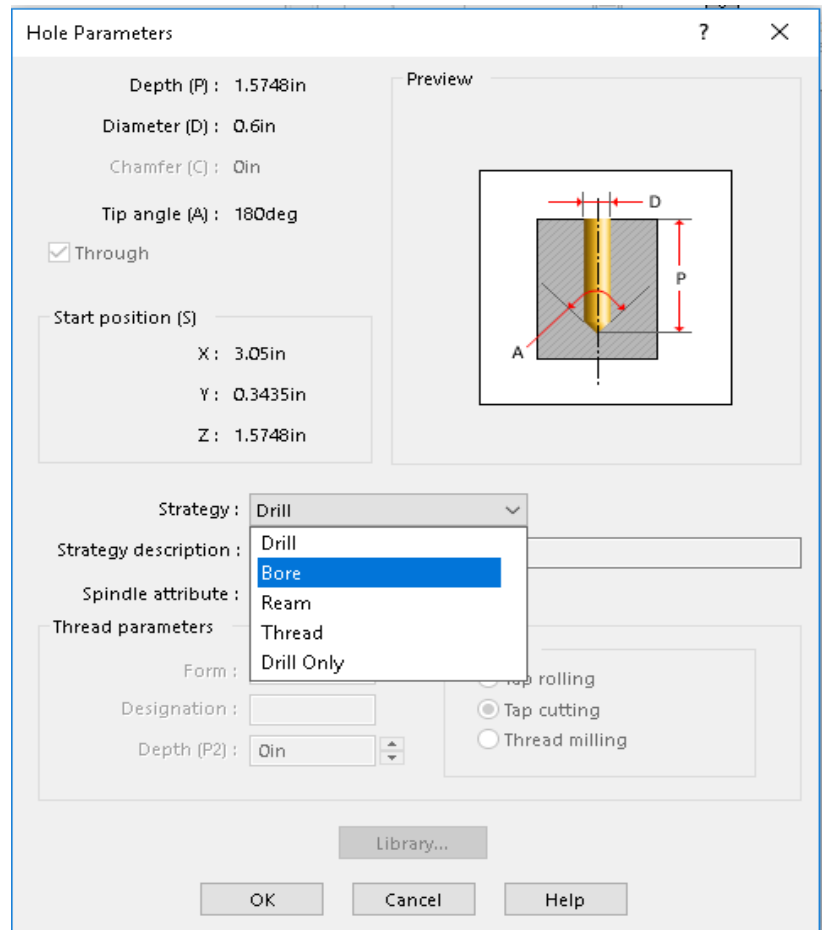 Hole Parameters ?
Depth (P) : 1.5748in
Diameter (D) : 0.6in
Chamfer (C) : 0in
Tip angle (A) : 180deg
Through
Preview
D
P
A
Start position (S)
X : 3.05in
Y : 0.3435in
Z : 1.5748in
Strategy : Drill
Drill
Bore
Ream
Thread
Drill Only
Strategy description :
Spindle attribute :
Thread parameters
Form :
Designation :
Depth (P2) : 0in
rolling
Tap cutting
Thread milling
Library...
OK Cancel Help